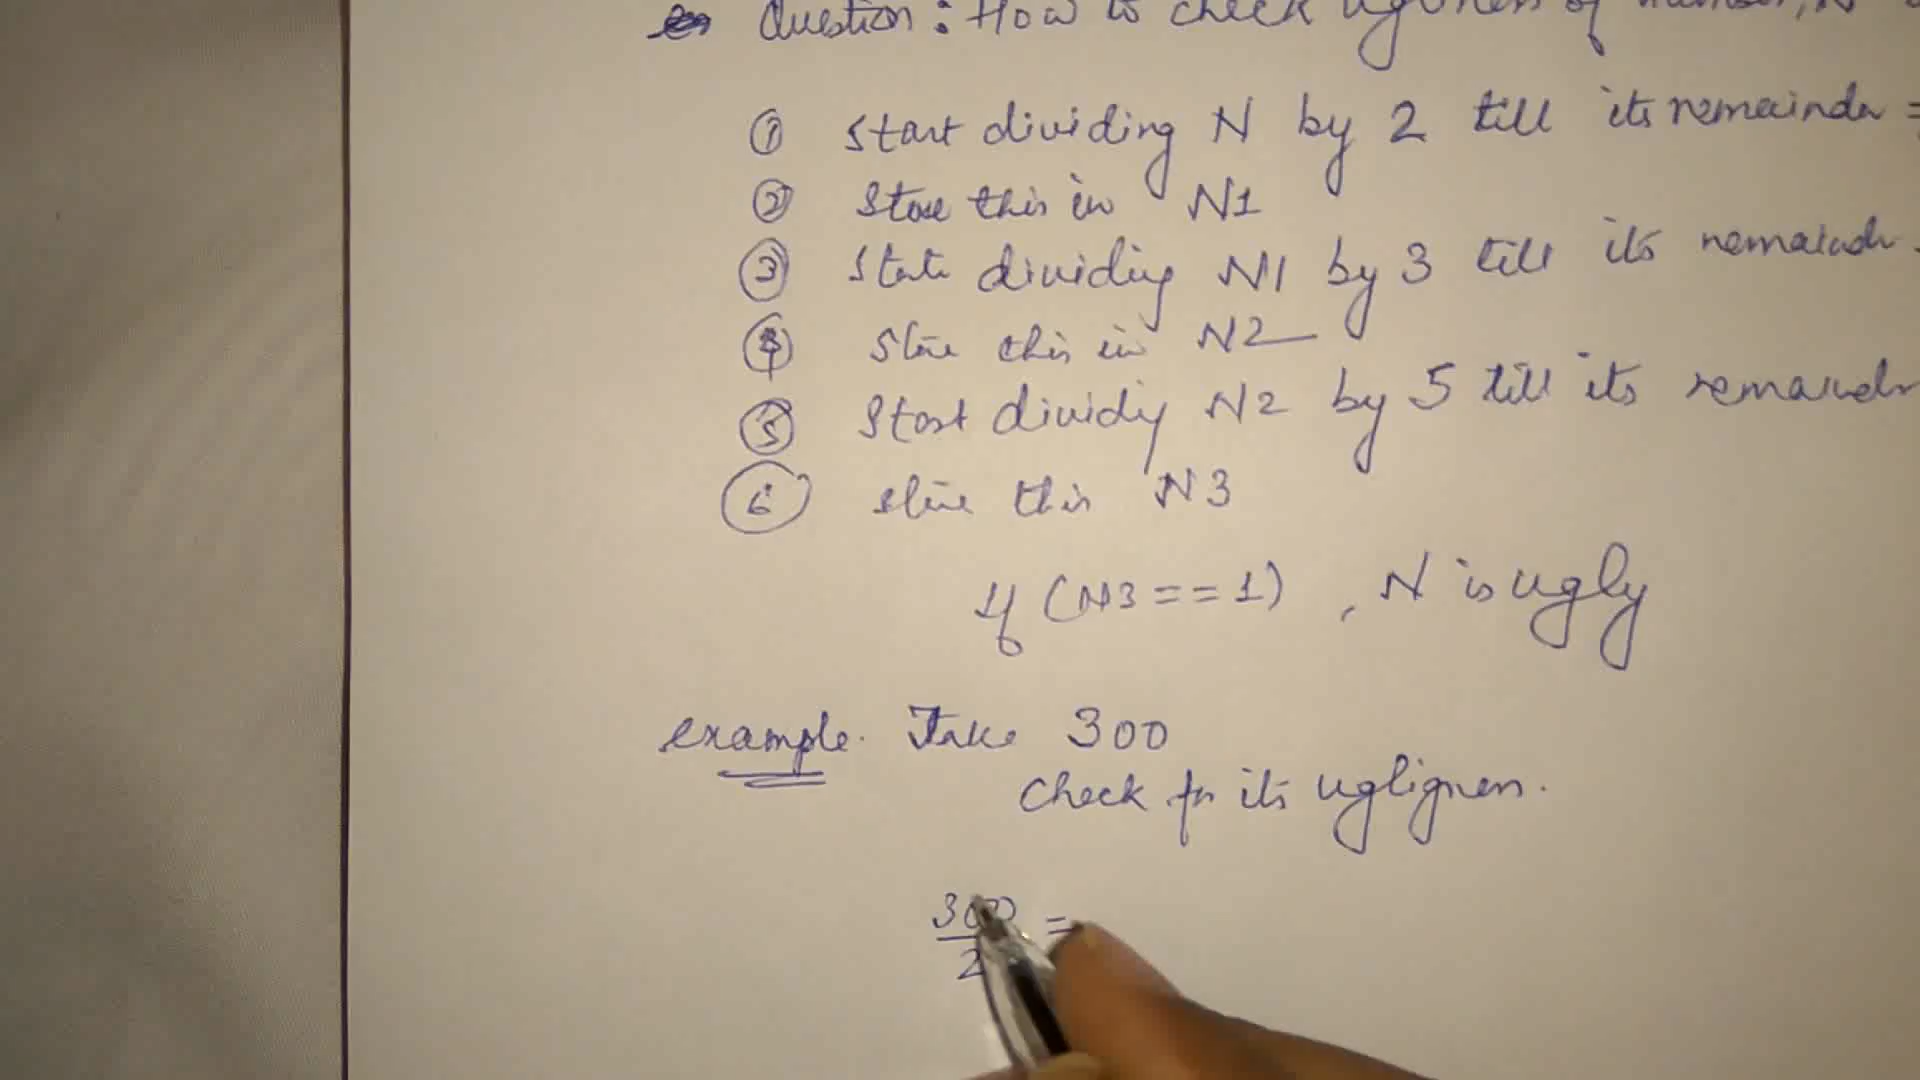 Question: How to check ugliness of number, N
① Start dividing N by 2 till its remainder =
② Store this in N1
③ State dividing N1 by 3 till its remainder
④ Store this in N2
⑤ Start dividing N2 by 5 till its remainder
⑥ store this N3
If (N3 == 1) , N is ugly
example. Take 300
Check for its ugligness.
300 =
2